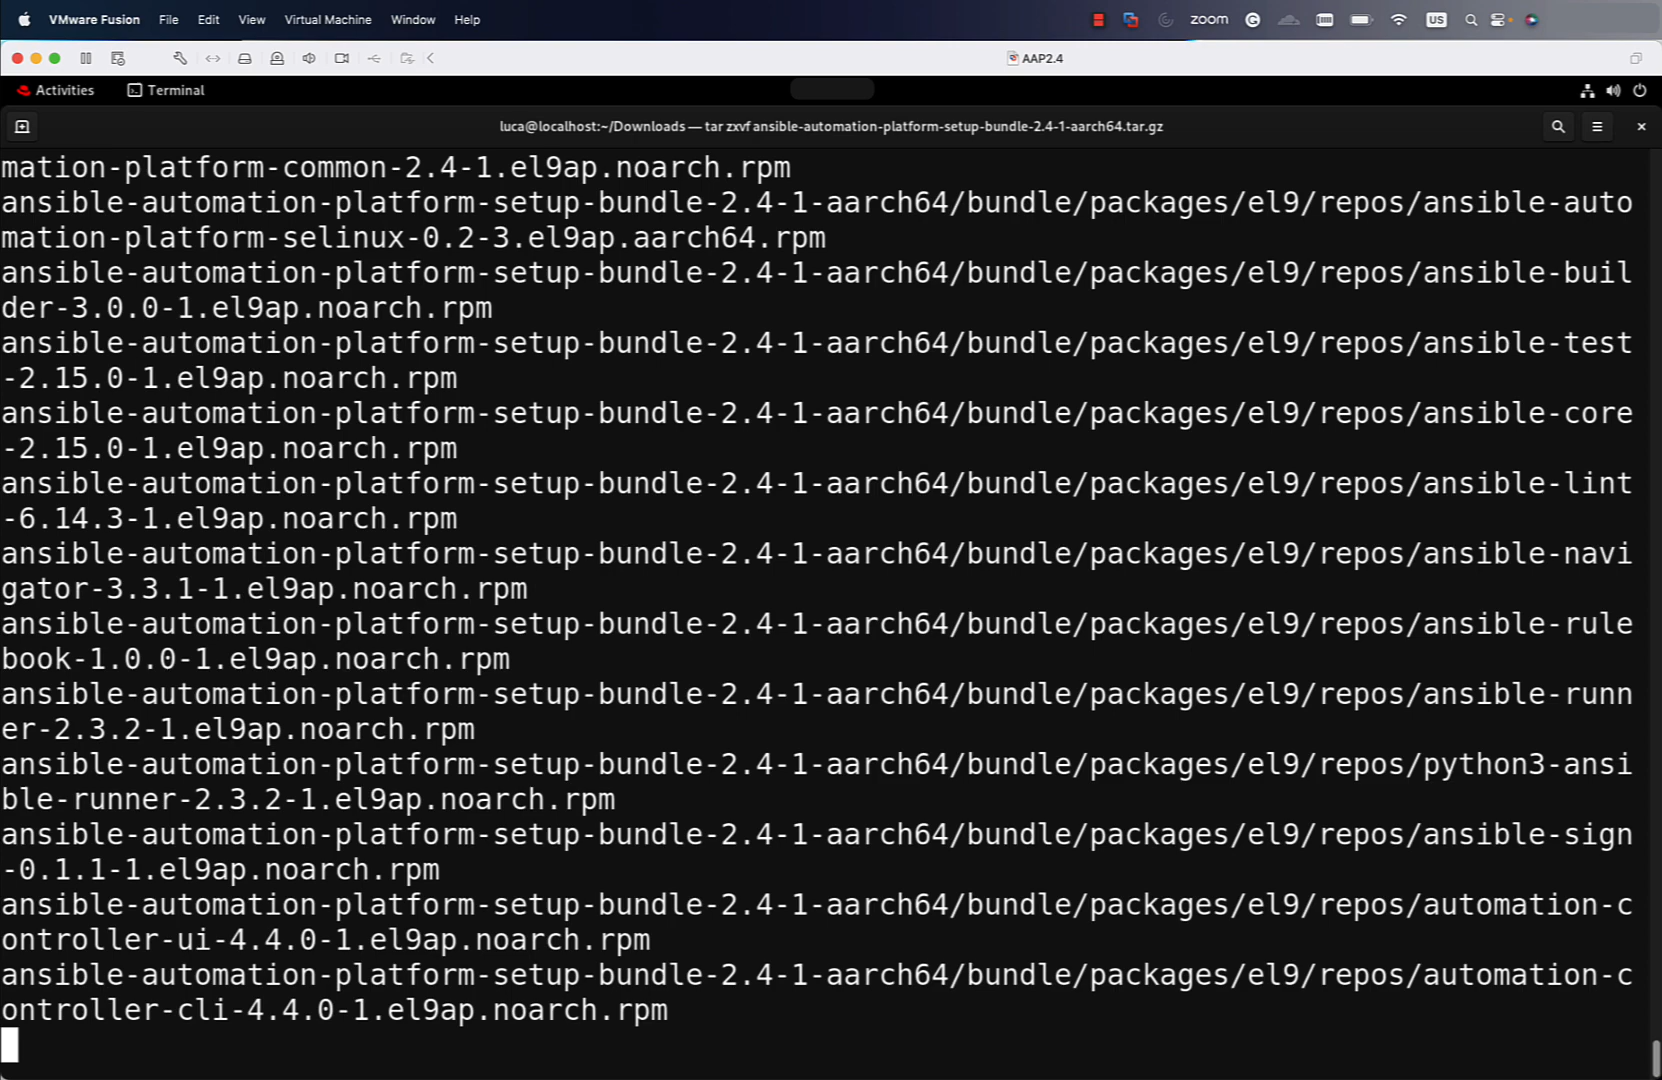 VMware Fusion File Edit View Virtual Machine Window Help zoom US
AAP2.4
Activities Terminal
luca@localhost:~/Downloads — tar zxvf ansible-automation-platform-setup-bundle-2.4-1-aarch64.tar.gz
mation-platform-common-2.4-1.el9ap.noarch.rpm
ansible-automation-platform-setup-bundle-2.4-1-aarch64/bundle/packages/el9/repos/ansible-auto
mation-platform-selinux-0.2-3.el9ap.aarch64.rpm
ansible-automation-platform-setup-bundle-2.4-1-aarch64/bundle/packages/el9/repos/ansible-buil
der-3.0.0-1.el9ap.noarch.rpm
ansible-automation-platform-setup-bundle-2.4-1-aarch64/bundle/packages/el9/repos/ansible-test
-2.15.0-1.el9ap.noarch.rpm
ansible-automation-platform-setup-bundle-2.4-1-aarch64/bundle/packages/el9/repos/ansible-core
-2.15.0-1.el9ap.noarch.rpm
ansible-automation-platform-setup-bundle-2.4-1-aarch64/bundle/packages/el9/repos/ansible-lint
-6.14.3-1.el9ap.noarch.rpm
ansible-automation-platform-setup-bundle-2.4-1-aarch64/bundle/packages/el9/repos/ansible-navi
gator-3.3.1-1.el9ap.noarch.rpm
ansible-automation-platform-setup-bundle-2.4-1-aarch64/bundle/packages/el9/repos/ansible-rule
book-1.0.0-1.el9ap.noarch.rpm
ansible-automation-platform-setup-bundle-2.4-1-aarch64/bundle/packages/el9/repos/ansible-runn
er-2.3.2-1.el9ap.noarch.rpm
ansible-automation-platform-setup-bundle-2.4-1-aarch64/bundle/packages/el9/repos/python3-ansi
ble-runner-2.3.2-1.el9ap.noarch.rpm
ansible-automation-platform-setup-bundle-2.4-1-aarch64/bundle/packages/el9/repos/ansible-sign
-0.1.1-1.el9ap.noarch.rpm
ansible-automation-platform-setup-bundle-2.4-1-aarch64/bundle/packages/el9/repos/automation-c
ontroller-ui-4.4.0-1.el9ap.noarch.rpm
ansible-automation-platform-setup-bundle-2.4-1-aarch64/bundle/packages/el9/repos/automation-c
ontroller-cli-4.4.0-1.el9ap.noarch.rpm